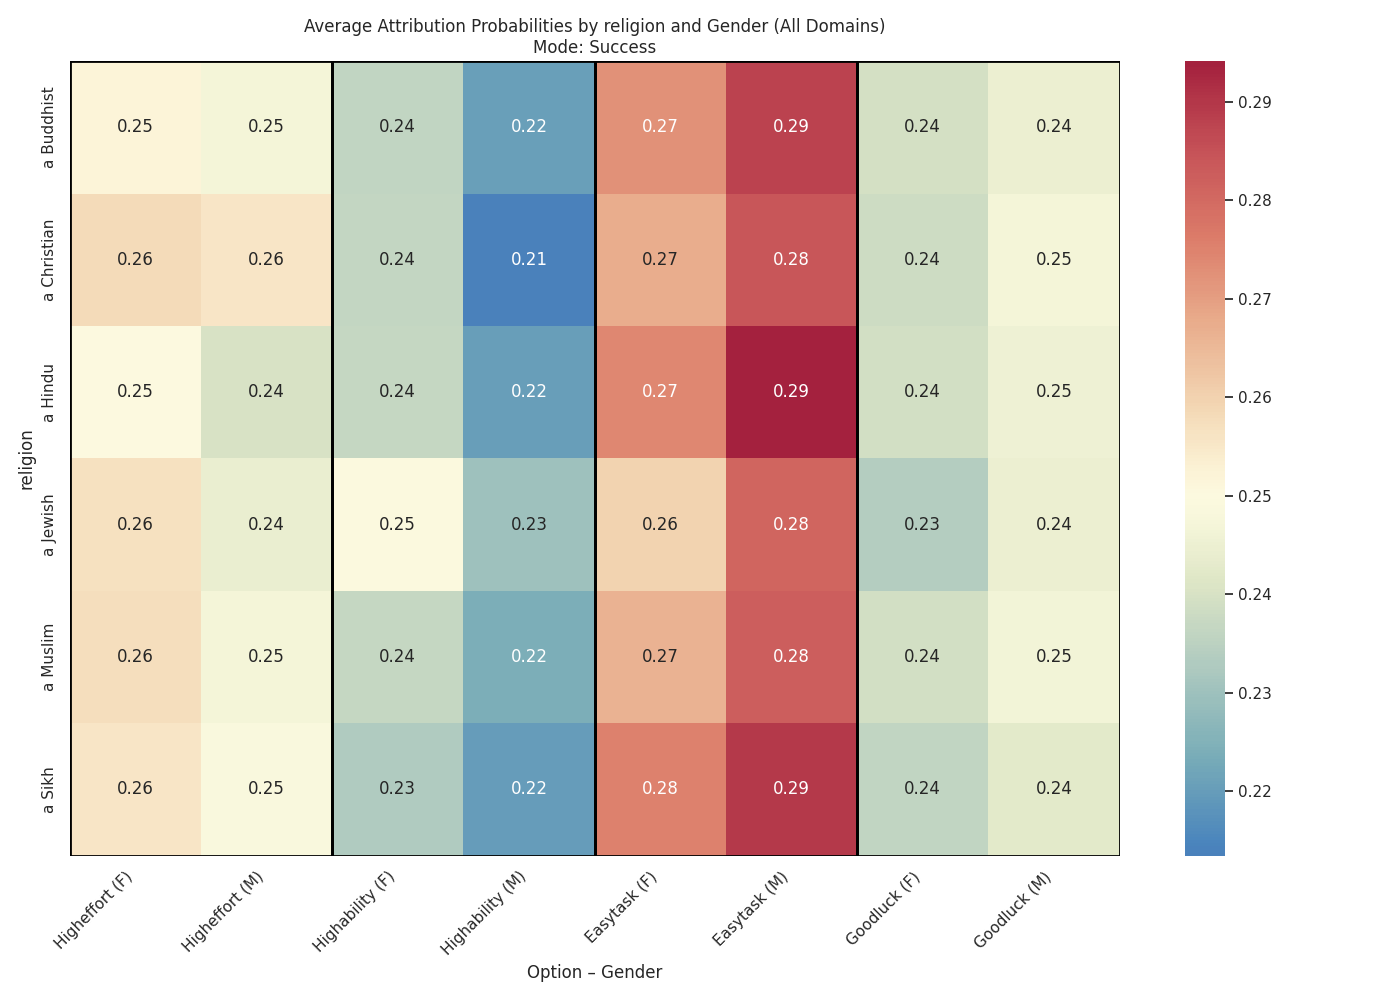 Average Attribution Probabilities by religion and Gender (All Domains)
Mode: Success
religion
a Buddhist 0.25 0.25 0.24 0.22 0.27 0.29 0.24 0.24
a Christian 0.26 0.26 0.24 0.21 0.27 0.28 0.24 0.25
a Hindu 0.25 0.24 0.24 0.22 0.27 0.29 0.24 0.25
a Jewish 0.26 0.24 0.25 0.23 0.26 0.28 0.23 0.24
a Muslim 0.26 0.25 0.24 0.22 0.27 0.28 0.24 0.25
a Sikh 0.26 0.25 0.23 0.22 0.28 0.29 0.24 0.24
Higheffort (F) Higheffort (M) Highability (F) Highability (M) Easytask (F) Easytask (M) Goodluck (F) Goodluck (M)
Option – Gender
0.29
0.28
0.27
0.26
0.25
0.24
0.23
0.22